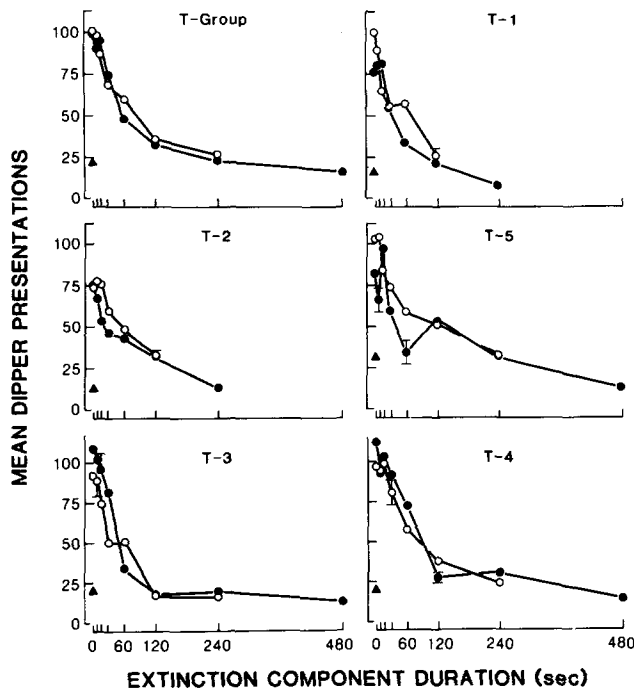 MEAN DIPPER PRESENTATIONS
T-Group
100
75
50
25
0
T-1
T-2
100
75
50
25
0
T-5
T-3
100
75
50
25
0
T-4
0 60 120 240 480
0 60 120 240 480
EXTINCTION COMPONENT DURATION (sec)